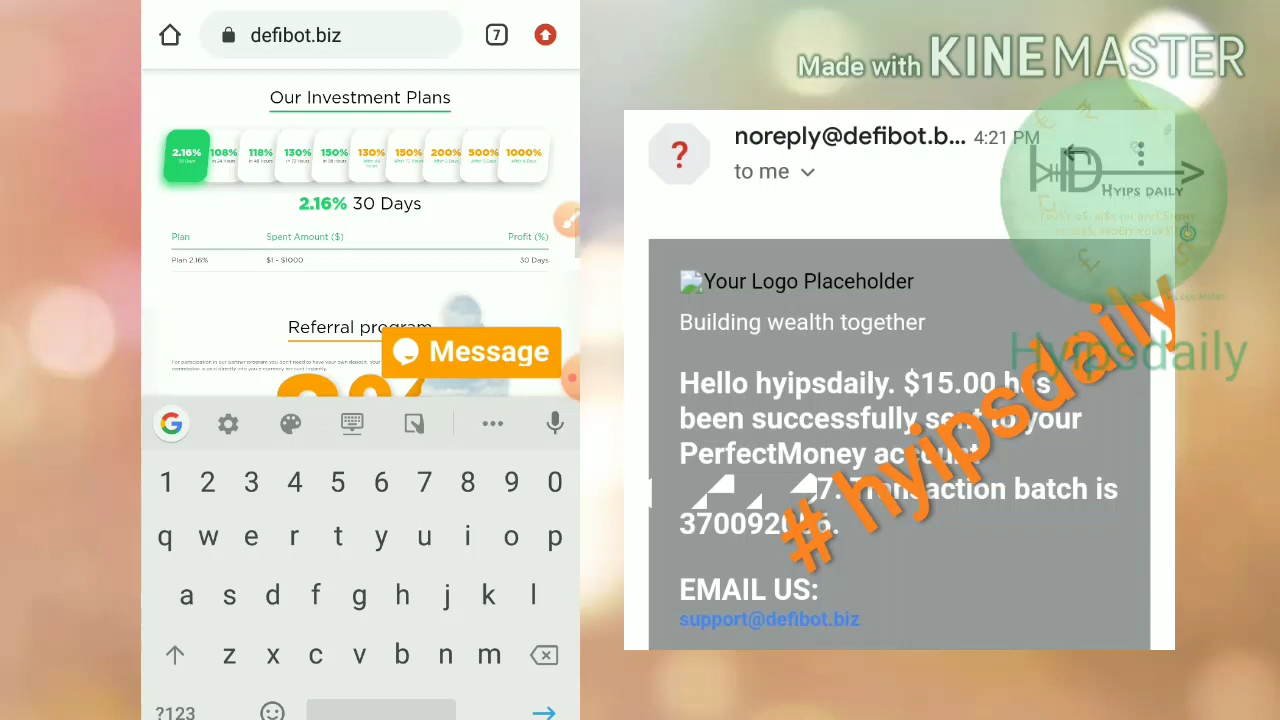 defibot.biz
7
Our Investment Plans
2.16% 108% 118% 130% 150% 130% 150% 200% 500% 1000%
2.16% 30 Days
Plan Spent Amount ($) Profit (%)
Plan 2.16% $1 - $1000 30 Days
Referral program
Message
1 2 3 4 5 6 7 8 9 0
q w e r t y u i o p
a s d f g h j k l
z x c v b n m
?123
Made with KINEMASTER
noreply@defibot.b... 4:21 PM
to me
HYIPS DAILY
Your Logo Placeholder
Building wealth together
Hyipsdaily
Hello hyipsdaily. $15.00 has
been successfully sent to your
PerfectMoney account
7. Transaction batch is
EMAIL US:
support@defibot.biz
# hyipsdaily